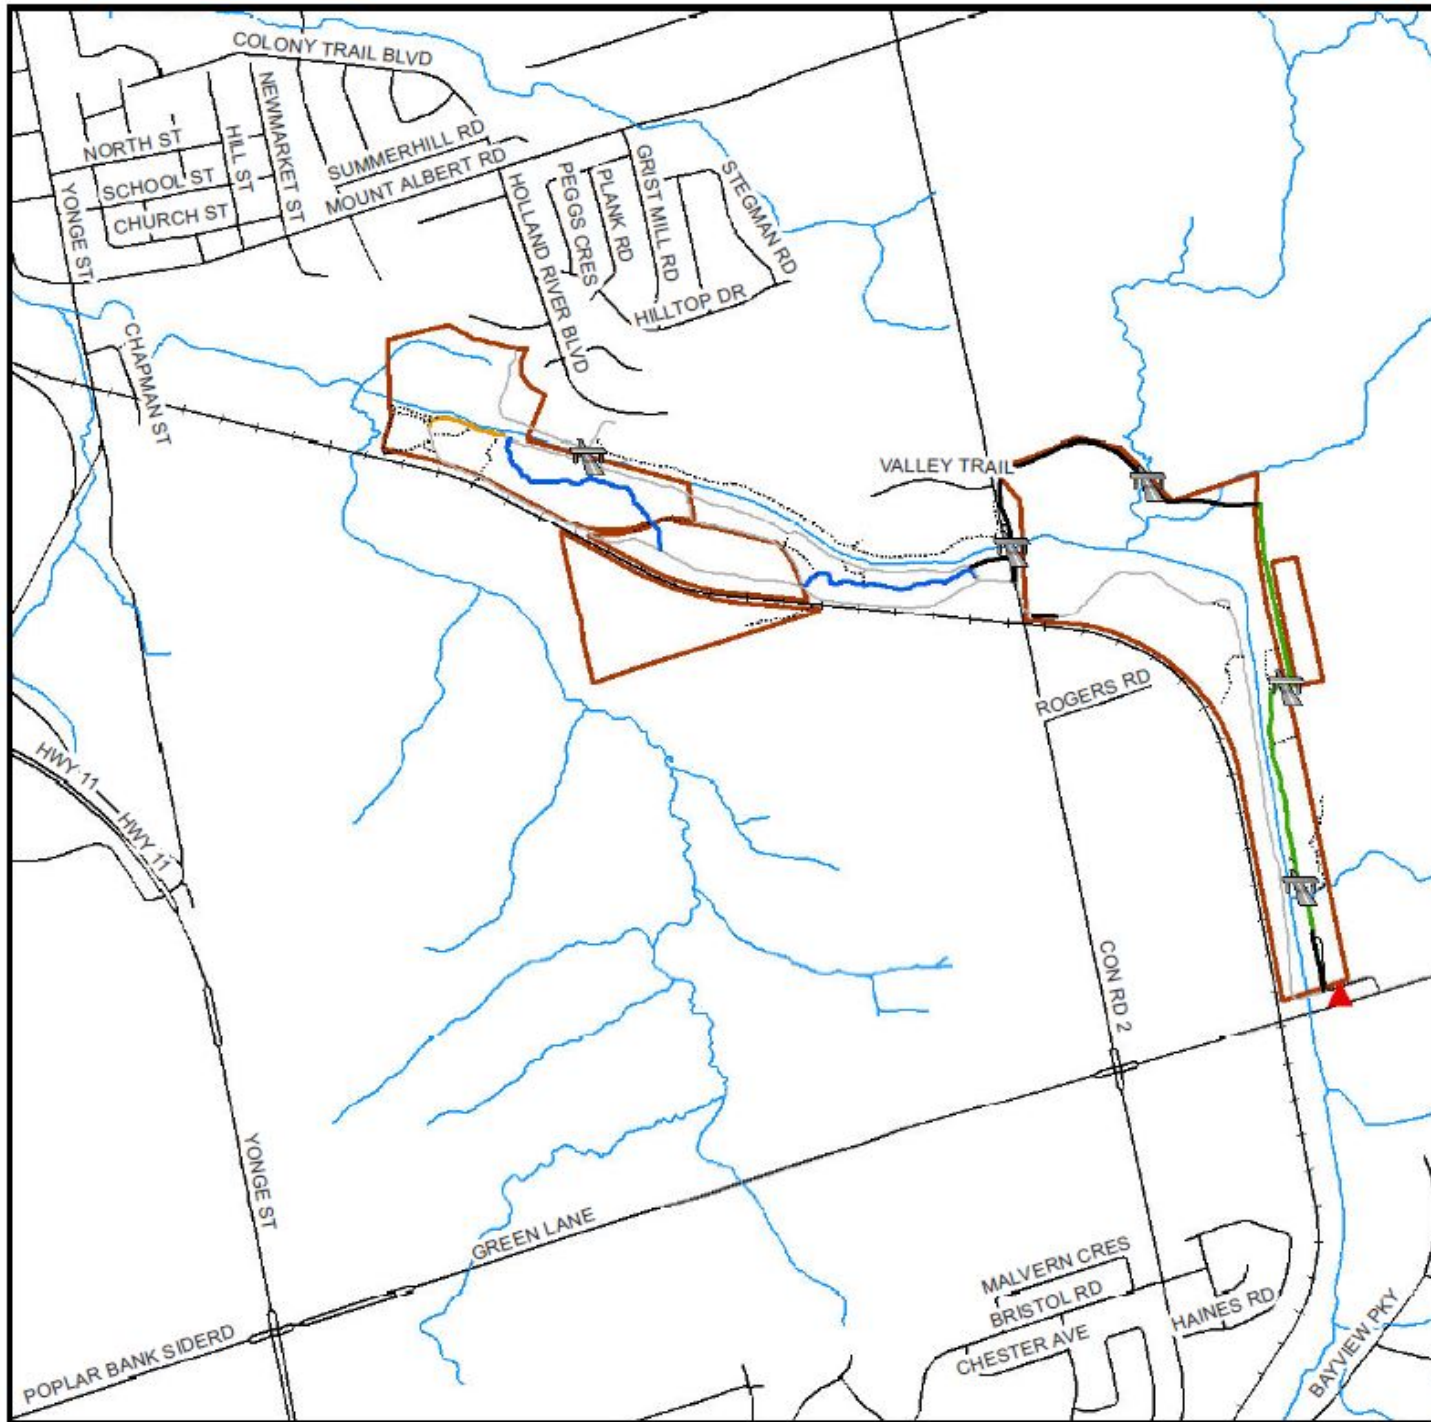 COLONY TRAIL BLVD
NORTH ST
HILL ST
NEWMARKET ST
SUMMERHILL RD
SCHOOL ST
MOUNT ALBERT RD
CHURCH ST
YONGE ST
HOLLAND RIVER BLVD
PEGGS CRES
PLANK RD
GRIST MILL RD
STEGMAN RD
HILLTOP DR
CHAPMAN ST
VALLEY TRAIL
ROGERS RD
HWY 11
HWY 11
CON RD 2
YONGE ST
GREEN LANE
MALVERN CRES
BRISTOL RD
HAINES RD
CHESTER AVE
BAYVIEW PKY
POPLAR BANK SIDERD